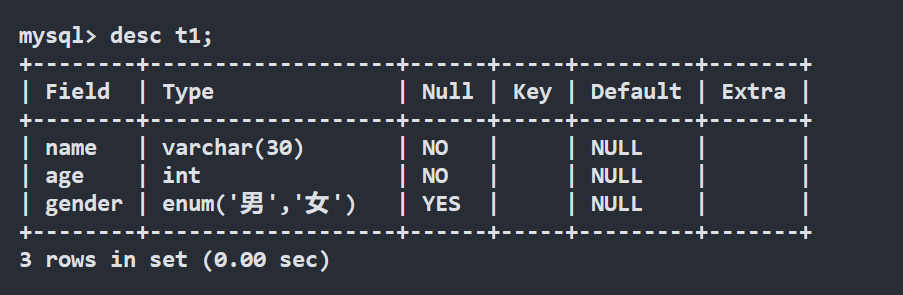 mysql> desc t1;
+--------+-------------------+------+-----+---------+-------+
| Field  | Type              | Null | Key | Default | Extra |
+--------+-------------------+------+-----+---------+-------+
| name   | varchar(30)       | NO   |     | NULL    |       |
| age    | int               | NO   |     | NULL    |       |
| gender | enum('男','女')   | YES  |     | NULL    |       |
+--------+-------------------+------+-----+---------+-------+
3 rows in set (0.00 sec)